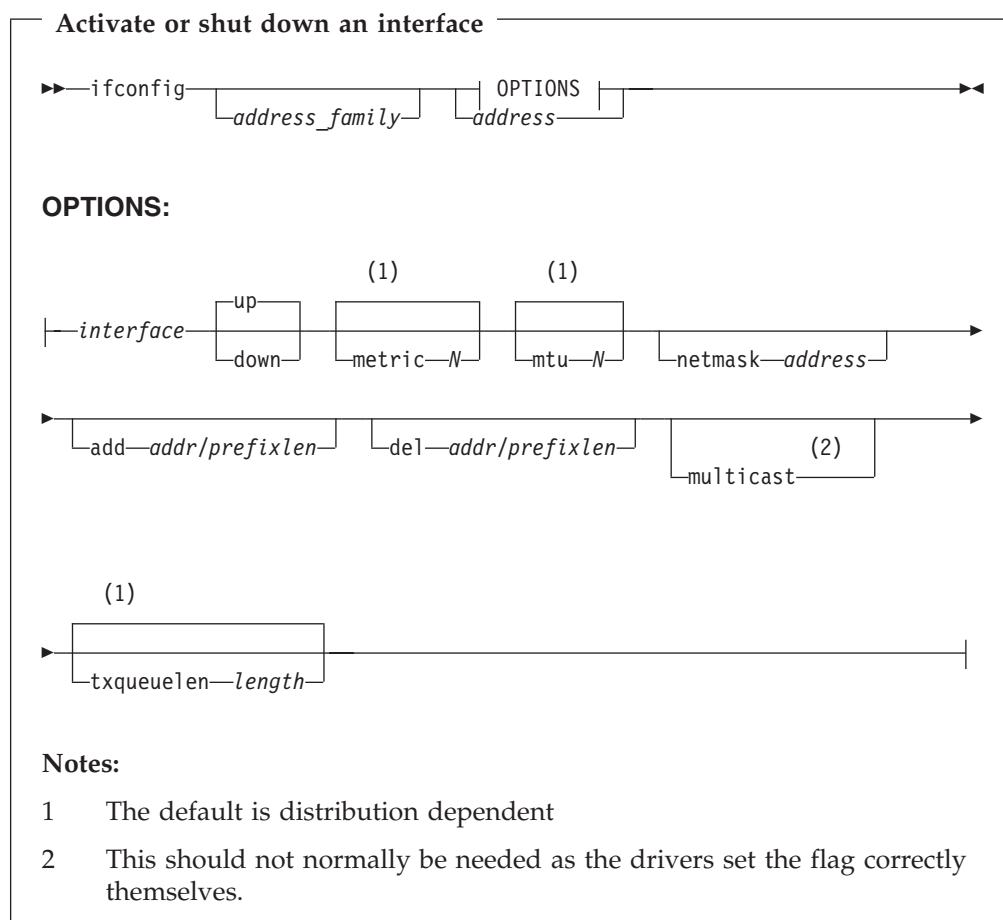 Activate or shut down an interface
ifconfig OPTIONS
address_family address
OPTIONS:
(1) (1)
up
interface
down metric N mtu N netmask address
add addr/prefixlen del addr/prefixlen (2)
multicast
(1)
txqueuelen length
Notes:
1 The default is distribution dependent
2 This should not normally be needed as the drivers set the flag correctly
themselves.